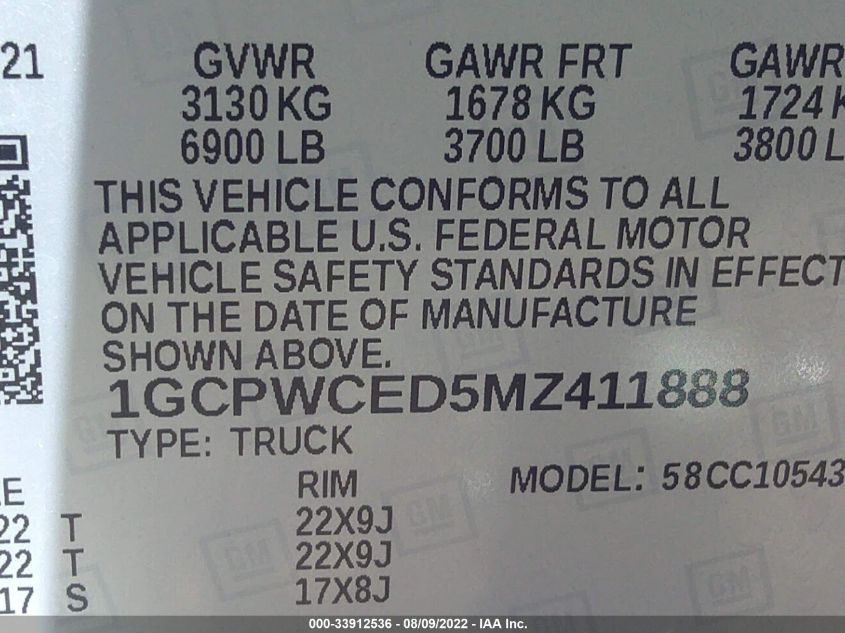 21 GVWR GAWR FRT GAWR
3130 KG 1678 KG 1724 K
6900 LB 3700 LB 3800 L
THIS VEHICLE CONFORMS TO ALL
APPLICABLE U.S. FEDERAL MOTOR
VEHICLE SAFETY STANDARDS IN EFFECT
ON THE DATE OF MANUFACTURE
SHOWN ABOVE.
1GCPWCED5MZ411888
TYPE: TRUCK
RIM MODEL: 58CC10543
22 T 22X9J
22 T 22X9J
17 S 17X8J
000-33912536 - 08/09/2022 - IAA Inc.